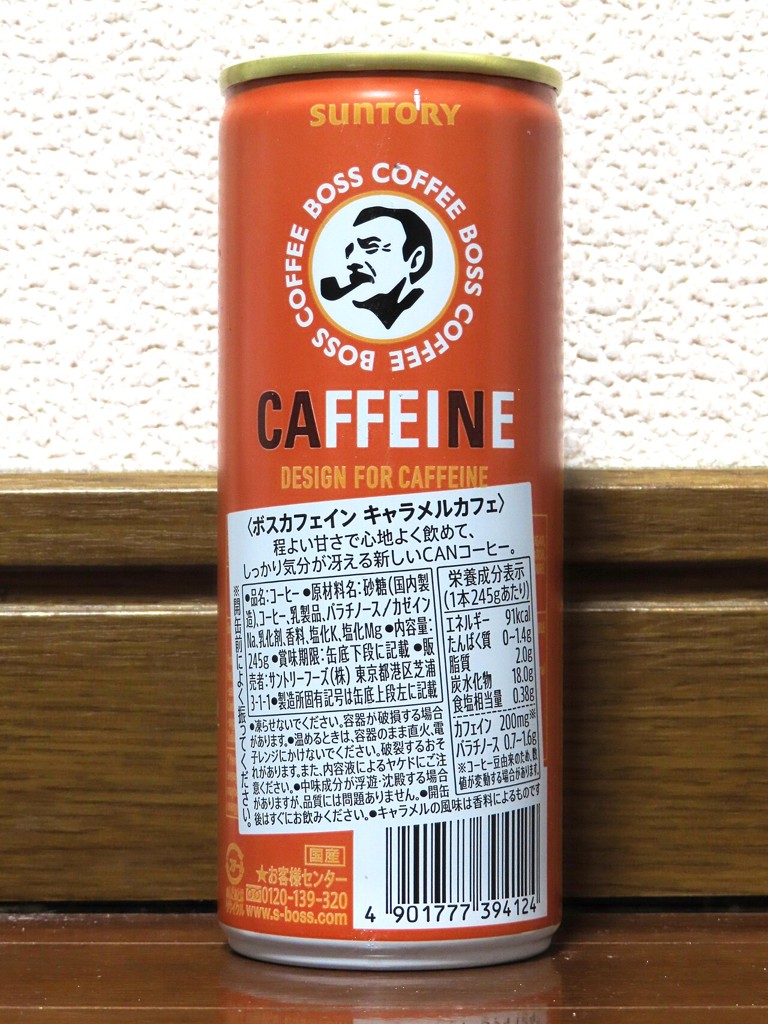 SUNTORY
BOSS COFFEE BOSS COFFEE BOSS COFFEE
CAFFEINE
DESIGN FOR CAFFEINE
〈ボスカフェイン キャラメルカフェ〉
程よい甘さで心地よく飲めて、
しっかり気分が冴える新しいCANコーヒー。
※開缶前によく振ってください。
●品名:コーヒー ●原材料名:砂糖(国内製
造)、コーヒー、乳製品、パラチノース/カゼイン
Na、乳化剤、香料、塩化K、塩化Mg ●内容量:
245g ●賞味期限:缶底下段に記載 ●販
売者:サントリーフーズ(株) 東京都港区芝浦
3-1-1●製造所固有記号は缶底上段左に記載
●凍らせないでください。容器が破損する場合
があります。●温めるときは、容器のまま直火、電
子レンジにかけないでください。破裂するおそ
れがあります。また、内容液によるヤケドにご注
意ください。●中味成分が浮遊・沈殿する場合
がありますが、品質には問題ありません。●開缶
後はすぐにお飲みください。●キャラメルの風味は香料によるものです
栄養成分表示
(1本245gあたり)
エネルギー 91kcal
たんぱく質 0~1.4g
脂質 2.0g
炭水化物 18.0g
食塩相当量 0.38g
カフェイン 200mg※
パラチノース 0.7~1.6g
※コーヒー豆由来のため、数
値が変動する場合があります。
国産
★お客様センター
0120-139-320
www.s-boss.com
4 901777 394124